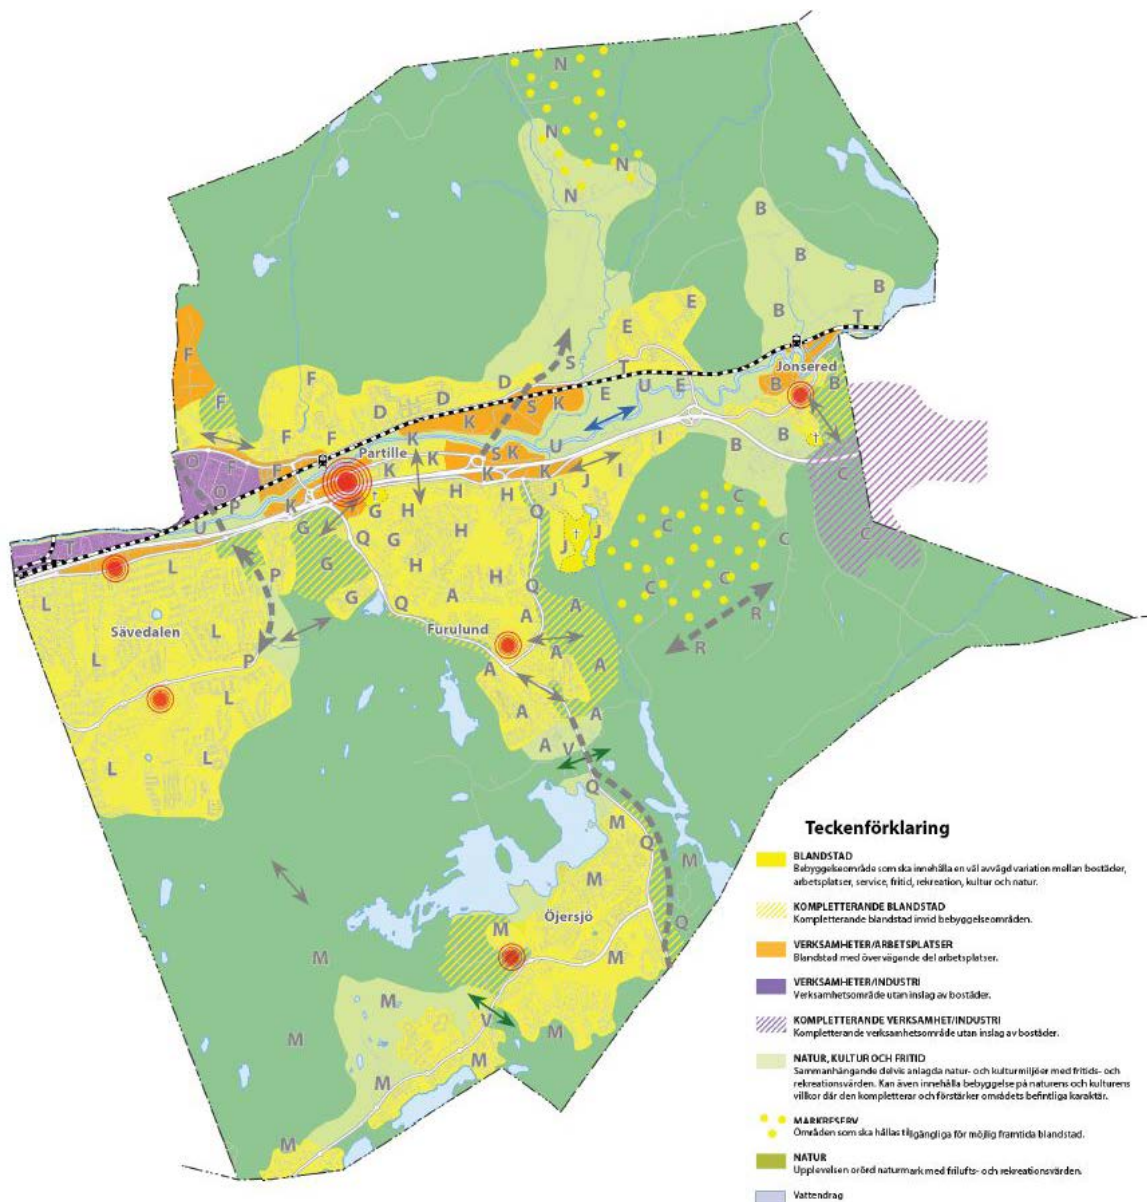 N
N
N
N
B
B
B
B
T
E
E
F
F
F
D
D
D
S
T
U
E
E
Jonsered
B
B
B
B
K
S
K
K
K
Partille
F
F
F
F
O
O
P
U
K
S
K
K
K
U
I
I
J
J
J
J
H
H
H
H
H
H
G
G
G
G
G
Q
Q
Q
Q
C
C
C
C
C
C
T
L
L
L
L
L
L
L
Sävedalen
P
P
E
Furulund
A
A
A
A
A
A
A
A
A
R
R
V
Q
M
M
Q
M
Q
Öjersjö
M
M
M
M
M
M
M
M
M
M
V
Teckenförklaring
BLANDSTAD
Bebyggelseområde som ska innehålla en väl avvägd variation mellan bostäder,
arbetsplatser, service, fritid, rekreation, kultur och natur.
KOMPLETTERANDE BLANDSTAD
Kompletterande blandstad invid bebyggelseområden.
VERKSAMHETER/ARBETSPLATSER
Blandstad med övervägande del arbetsplatser.
VERKSAMHETER/INDUSTRI
Verksamhetsområde utan inslag av bostäder.
KOMPLETTERANDE VERKSAMHET/INDUSTRI
Kompletterande verksamhetsområde utan inslag av bostäder.
NATUR, KULTUR OCH FRITID
Sammanhängande delvis anlagda natur- och kulturmiljöer med fritids- och
rekreationsvärden. Kan även innehålla bebyggelse på naturens och kulturens
villkor där den kompletterar och förstärker områdets befintliga karaktär.
MARKRESERV
Områden som ska hållas tillgängliga för möjlig framtida blandstad.
NATUR
Upplevelsen orörd naturmark med frilufts- och rekreationsvärden.
Vattendrag